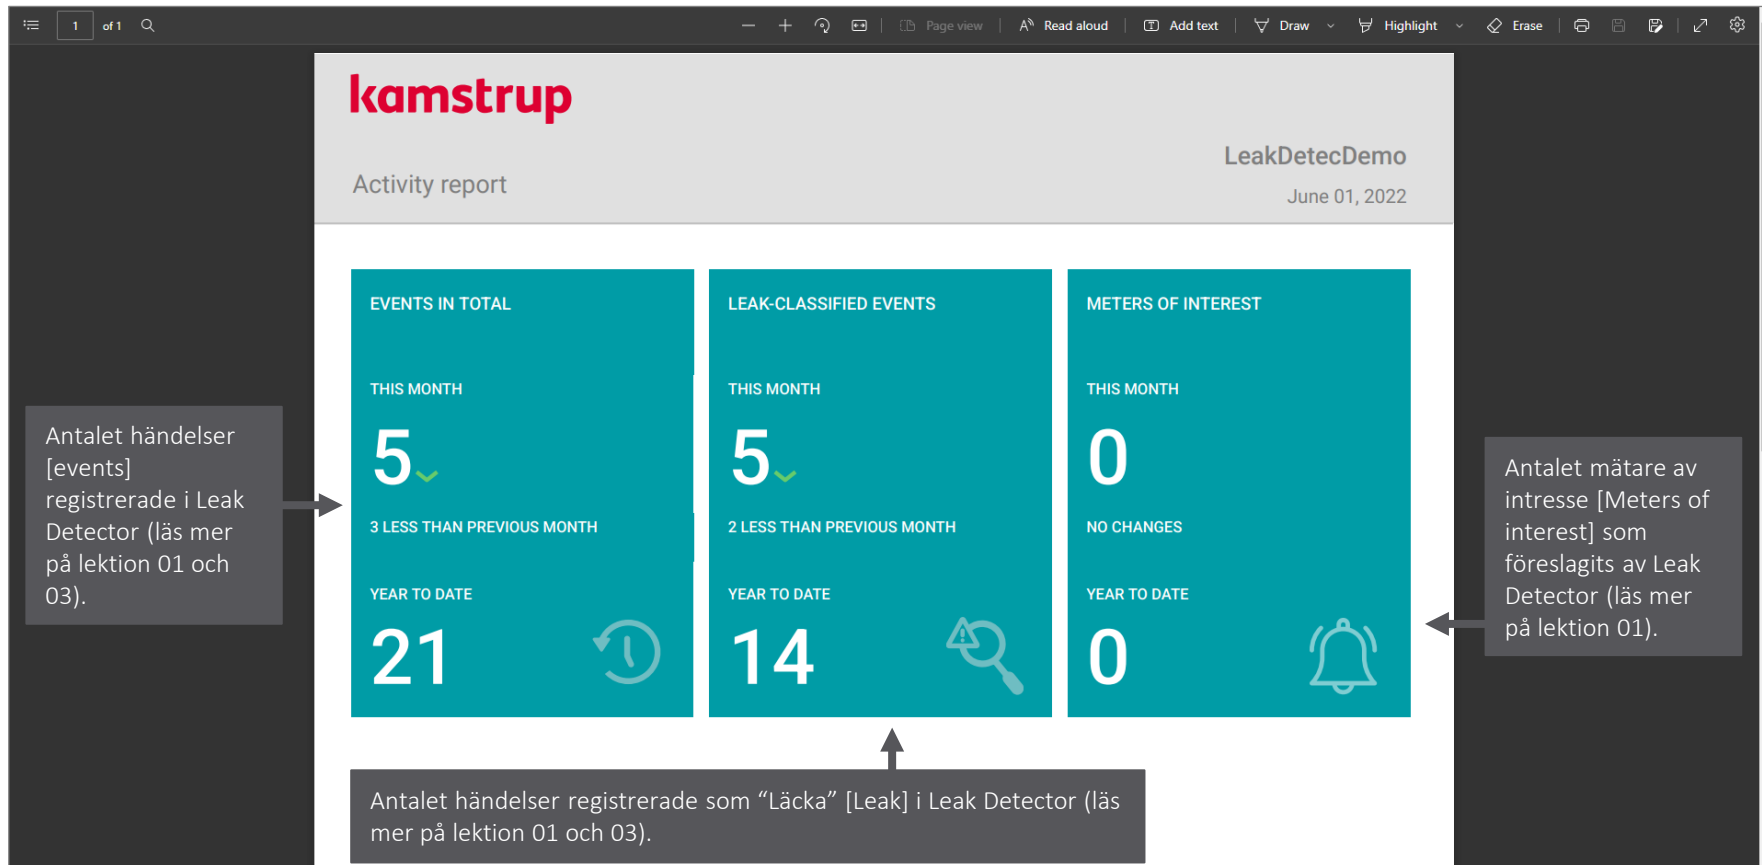 1 of 1 Page view Read aloud Add text Draw Highlight Erase
kamstrup
LeakDetecDemo
Activity report
June 01, 2022
EVENTS IN TOTAL
THIS MONTH
5
3 LESS THAN PREVIOUS MONTH
YEAR TO DATE
21
LEAK-CLASSIFIED EVENTS
THIS MONTH
5
2 LESS THAN PREVIOUS MONTH
YEAR TO DATE
14
METERS OF INTEREST
THIS MONTH
0
NO CHANGES
YEAR TO DATE
0
Antalet händelser
[events]
registrerade i Leak
Detector (läs mer
på lektion 01 och
03).
Antalet mätare av
intresse [Meters of
interest] som
föreslagits av Leak
Detector (läs mer
på lektion 01).
Antalet händelser registrerade som “Läcka” [Leak] i Leak Detector (läs
mer på lektion 01 och 03).